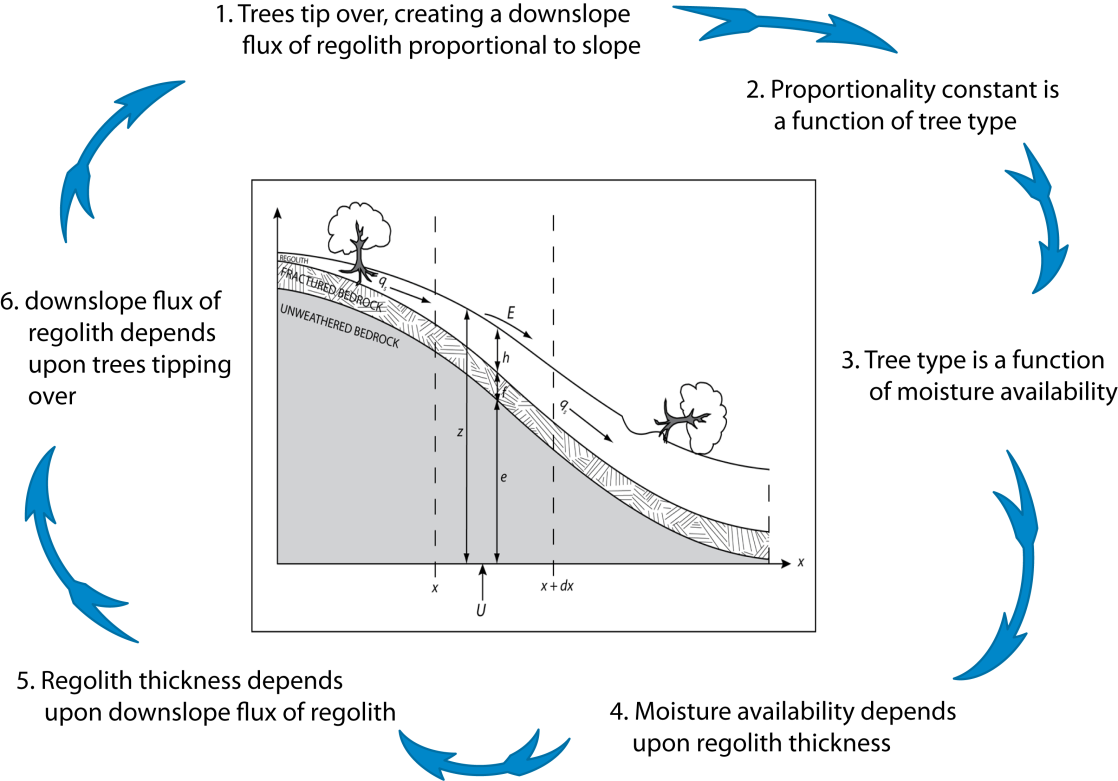 1. Trees tip over, creating a downslope
flux of regolith proportional to slope
2. Proportionality constant is
a function of tree type
3. Tree type is a function
of moisture availability
4. Moisture availability depends
upon regolith thickness
5. Regolith thickness depends
upon downslope flux of regolith
6. downslope flux of
regolith depends
upon trees tipping
over
REGOLITH
FRACTURED BEDROCK
UNWEATHERED BEDROCK
qs
E
h
f
qs
z
e
x
x
x + dx
U